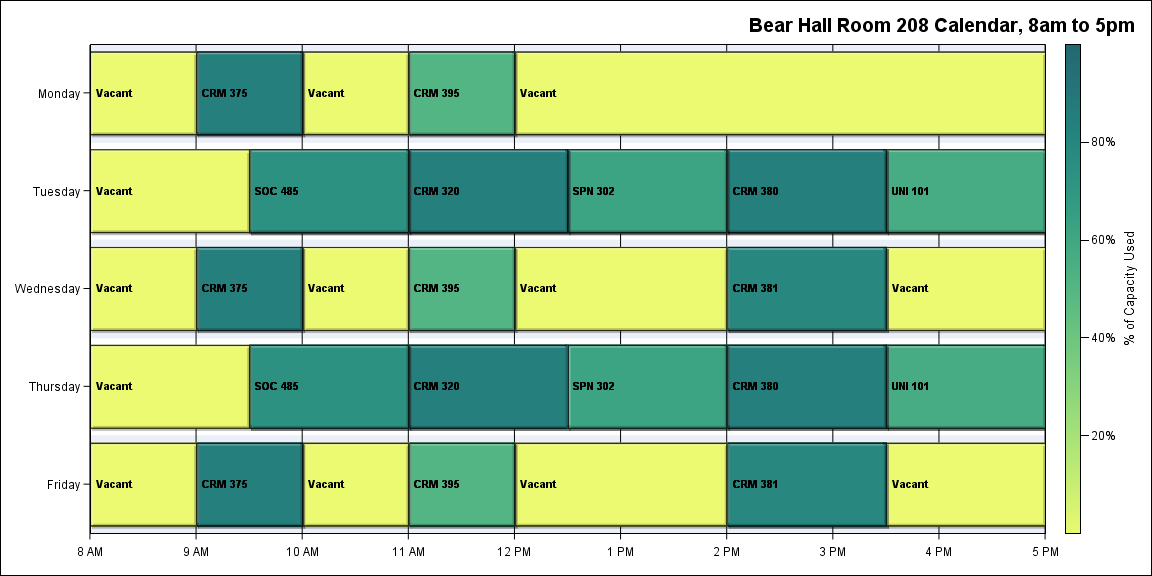 Bear Hall Room 208 Calendar, 8am to 5pm
Monday
Vacant
CRM 375
Vacant
CRM 395
Vacant
Tuesday
Vacant
SOC 485
CRM 320
SPN 302
CRM 380
UNI 101
Wednesday
Vacant
CRM 375
Vacant
CRM 395
Vacant
CRM 381
Vacant
Thursday
Vacant
SOC 485
CRM 320
SPN 302
CRM 380
UNI 101
Friday
Vacant
CRM 375
Vacant
CRM 395
Vacant
CRM 381
Vacant
8 AM
9 AM
10 AM
11 AM
12 PM
1 PM
2 PM
3 PM
4 PM
5 PM
80%
60%
40%
20%
% of Capacity Used